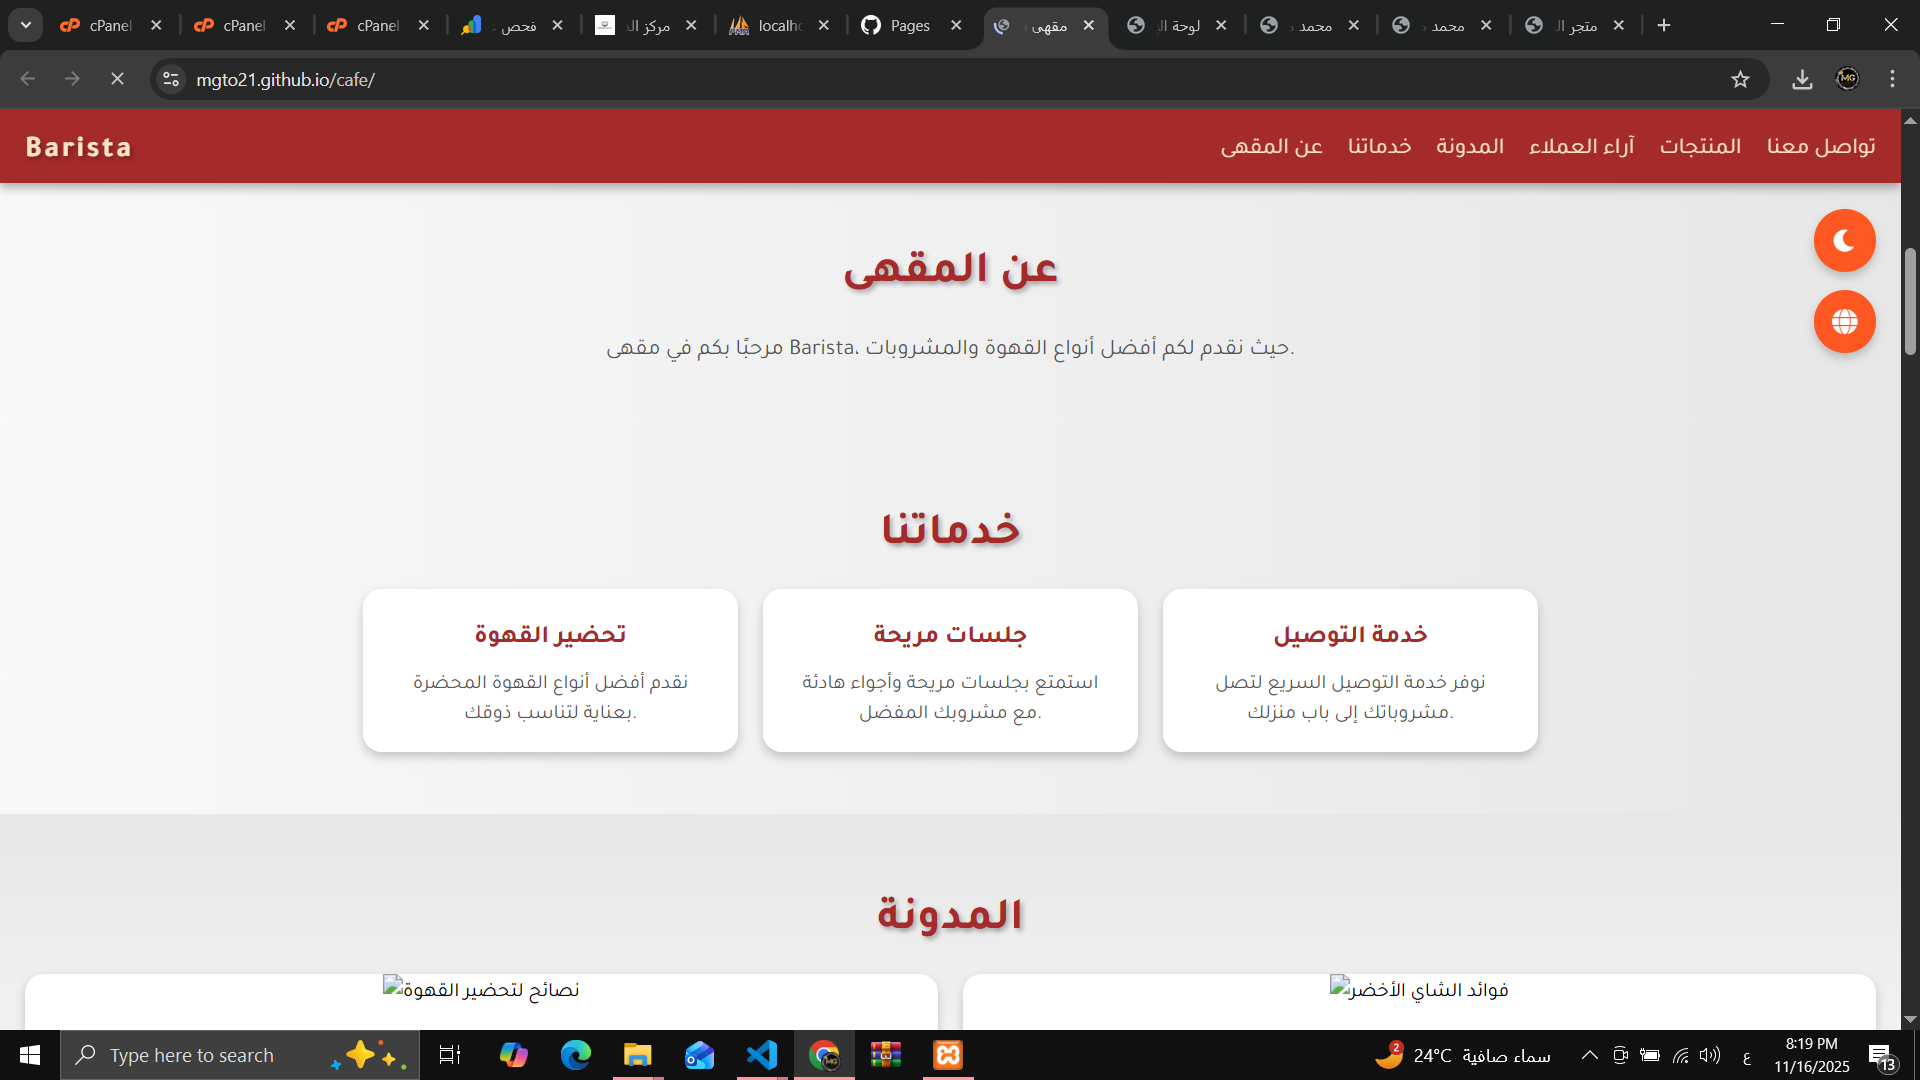 cPanel
cPanel
cPanel
فحص
مركز
localho
Pages
مقهى
لوحة
محمد
محمد
متجر
mgto21.github.io/cafe/
Barista
عن المقهى
خدماتنا
المدونة
آراء العملاء
المنتجات
تواصل معنا
عن المقهى
مرحبًا بكم في مقهى Barista، حيث نقدم لكم أفضل أنواع القهوة والمشروبات.
خدماتنا
تحضير القهوة
نقدم أفضل أنواع القهوة المحضرة
بعناية لتناسب ذوقك.
جلسات مريحة
استمتع بجلسات مريحة وأجواء هادئة
مع مشروبك المفضل.
خدمة التوصيل
نوفر خدمة التوصيل السريع لتصل
مشروباتك إلى باب منزلك.
المدونة
نصائح لتحضير القهوة
فوائد الشاي الأخضر
Type here to search
2
24°C سماء صافية
ع
8:19 PM
11/16/2025
13